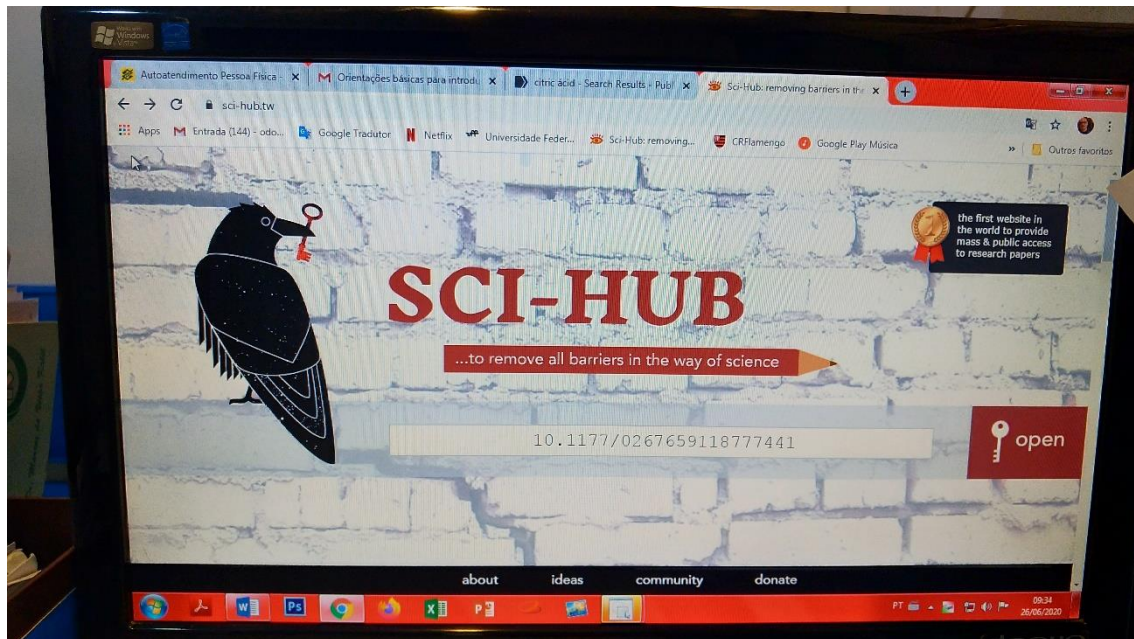 Windows Vista
Autoatendimento Pessoa Física -
Orientações básicas para introdu
citric acid - Search Results - Publ
Sci-Hub: removing barriers in the
sci-hub.tw
Apps
Entrada (144) - odo...
Google Tradutor
Netflix
Universidade Feder...
Sci-Hub: removing...
CRFlamengo
Google Play Música
»
Outros favoritos
the first website in
the world to provide
mass & public access
to research papers
SCI-HUB
...to remove all barriers in the way of science
10.1177/0267659118777441
open
about
ideas
community
donate
Ps
PT
09:34
26/06/2020